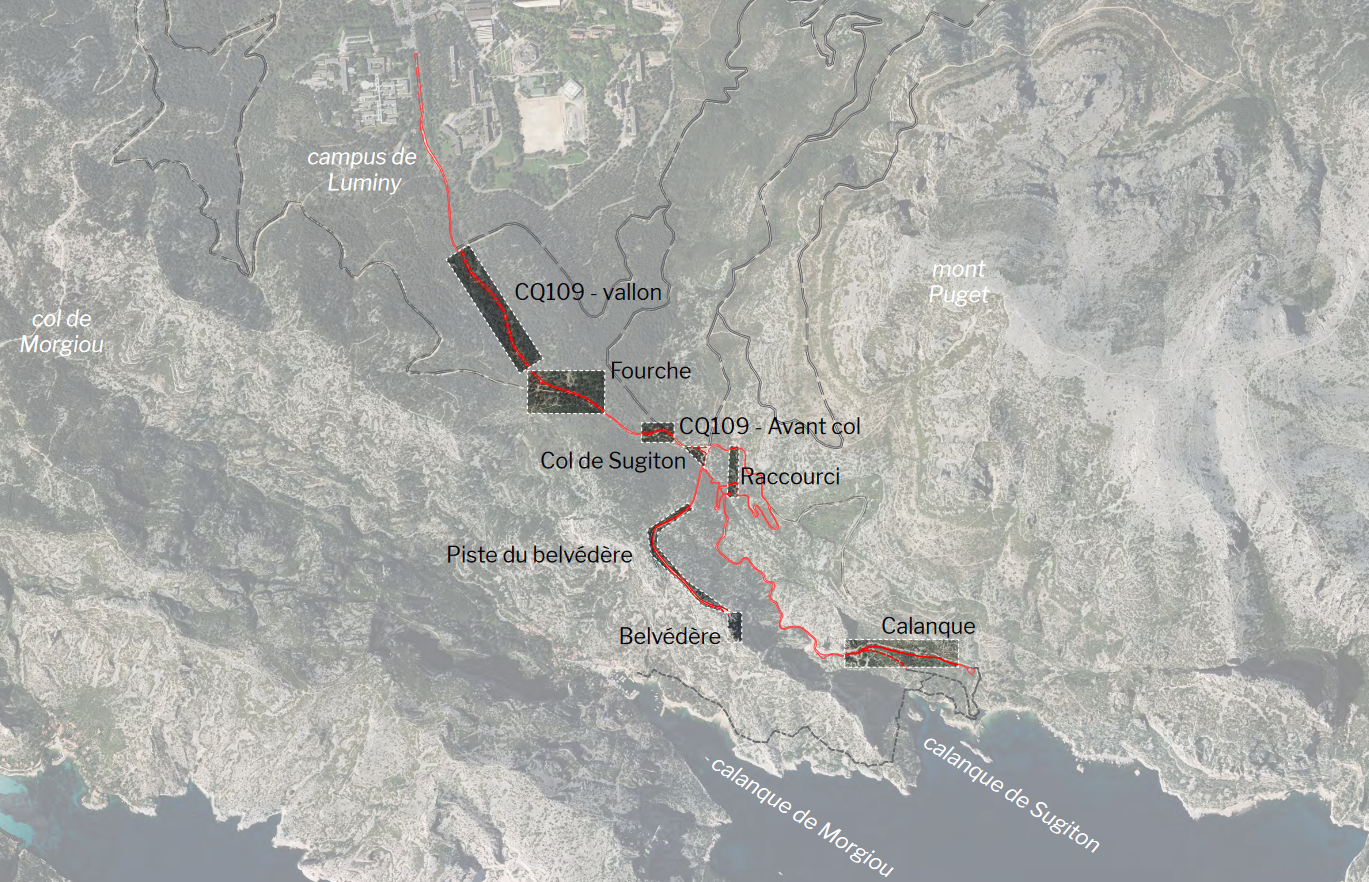 campus de
Luminy
mont
Puget
CQ109 - vallon
col de
Morgiou
Fourche
CQ109 - Avant col
Col de Sugiton
Raccourci
Piste du belvédère
Belvédère
Calanque
calanque de Morgiou
calanque de Sugiton